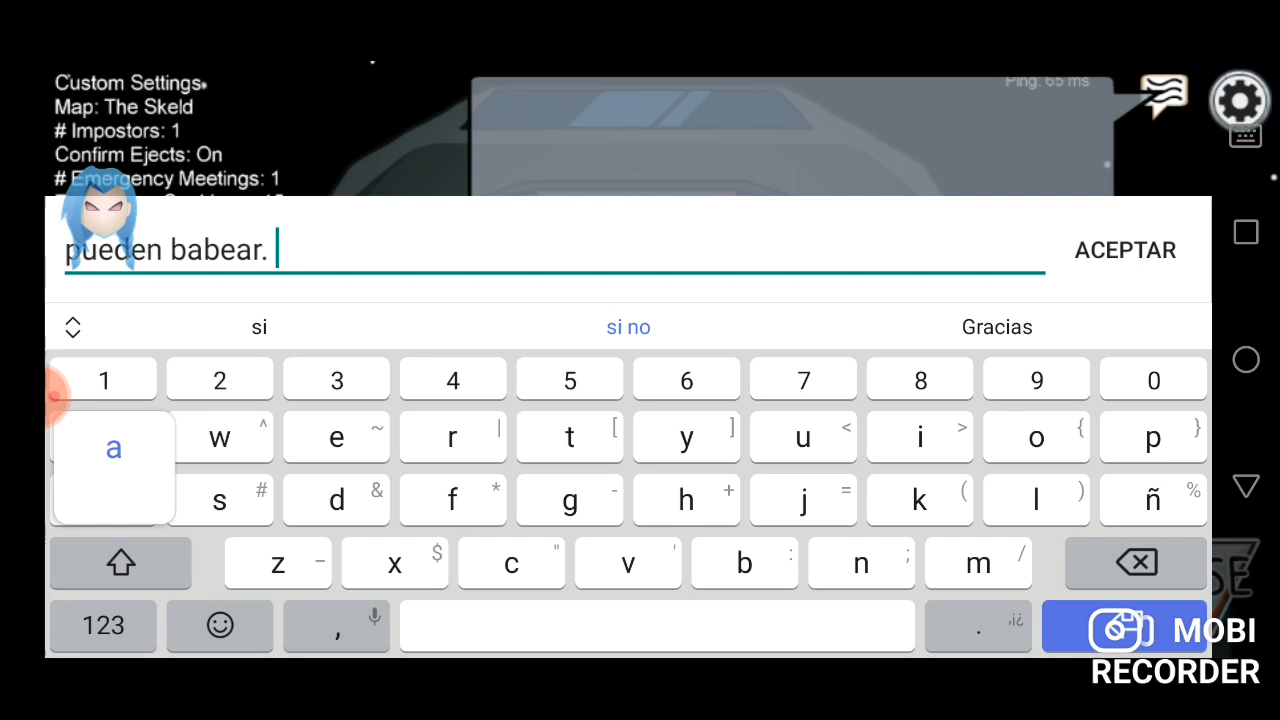 Custom Settings
Ping: 65 ms
Map: The Skeld
# Impostors: 1
Confirm Ejects: On
# Emergency Meetings: 1
pueden babear.
ACEPTAR
si si no Gracias
1 2 3 4 5 6 7 8 9 0
a w ^ e ~ r | t [ y ] u < i > o { p }
s # d & f * g - h + j = k ( l ) ñ %
z _ x $ c " v ' b : n ; m /
123 , . ,¡¿
MOBI
RECORDER